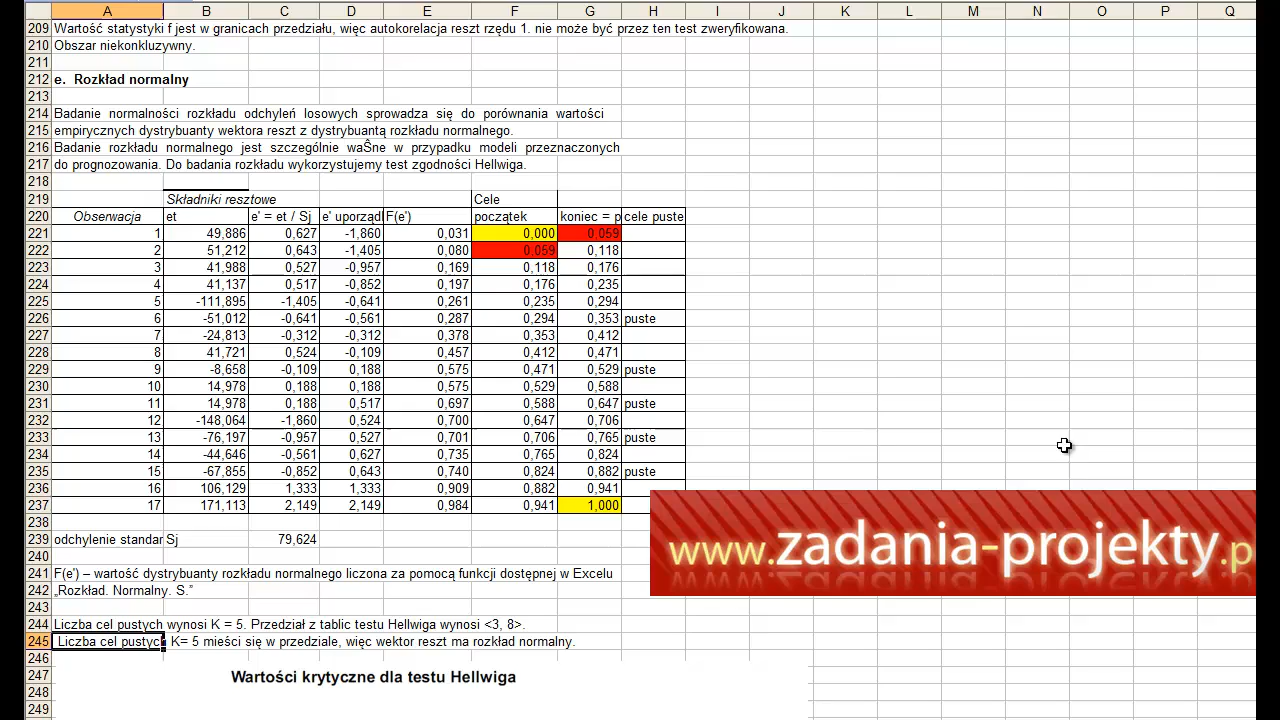 A B C D E F G H I J K L M N O P Q
209 Wartość statystyki f jest w granicach przedziału, więc autokorelacja reszt rzędu 1. nie może być przez ten test zweryfikowana.
210 Obszar niekonkluzywny.
211
212 e. Rozkład normalny
213
214 Badanie normalności rozkładu odchyleń losowych sprowadza się do porównania wartości
215 empirycznych dystrybuanty wektora reszt z dystrybuantą rozkładu normalnego.
216 Badanie rozkładu normalnego jest szczególnie waŜne w przypadku modeli przeznaczonych
217 do prognozowania. Do badania rozkładu wykorzystujemy test zgodności Hellwiga.
218
219 Składniki resztowe Cele
220 Obserwacja et e' = et / Sj e' uporządl F(e') początek koniec = p cele puste
221 1 49,886 0,627 -1,860 0,031 0,000 0,059
222 2 51,212 0,643 -1,405 0,080 0,059 0,118
223 3 41,988 0,527 -0,957 0,169 0,118 0,176
224 4 41,137 0,517 -0,852 0,197 0,176 0,235
225 5 -111,895 -1,405 -0,641 0,261 0,235 0,294
226 6 -51,012 -0,641 -0,561 0,287 0,294 0,353 puste
227 7 -24,813 -0,312 -0,312 0,378 0,353 0,412
228 8 41,721 0,524 -0,109 0,457 0,412 0,471
229 9 -8,658 -0,109 0,188 0,575 0,471 0,529 puste
230 10 14,978 0,188 0,188 0,575 0,529 0,588
231 11 14,978 0,188 0,517 0,697 0,588 0,647 puste
232 12 -148,064 -1,860 0,524 0,700 0,647 0,706
233 13 -76,197 -0,957 0,527 0,701 0,706 0,765 puste
234 14 -44,646 -0,561 0,627 0,735 0,765 0,824
235 15 -67,855 -0,852 0,643 0,740 0,824 0,882 puste
236 16 106,129 1,333 1,333 0,909 0,882 0,941
237 17 171,113 2,149 2,149 0,984 0,941 1,000
238
www.zadania-projekty.p
239 odchylenie standar Sj 79,624
240
241 F(e') – wartość dystrybuanty rozkładu normalnego liczona za pomocą funkcji dostępnej w Excelu
242 „Rozkład. Normalny. S.”
243
244 Liczba cel pustych wynosi K = 5. Przedział z tablic testu Hellwiga wynosi <3, 8>.
245 Liczba cel pustych K= 5 mieści się w przedziale, więc wektor reszt ma rozkład normalny.
246
247 Wartości krytyczne dla testu Hellwiga
248
249